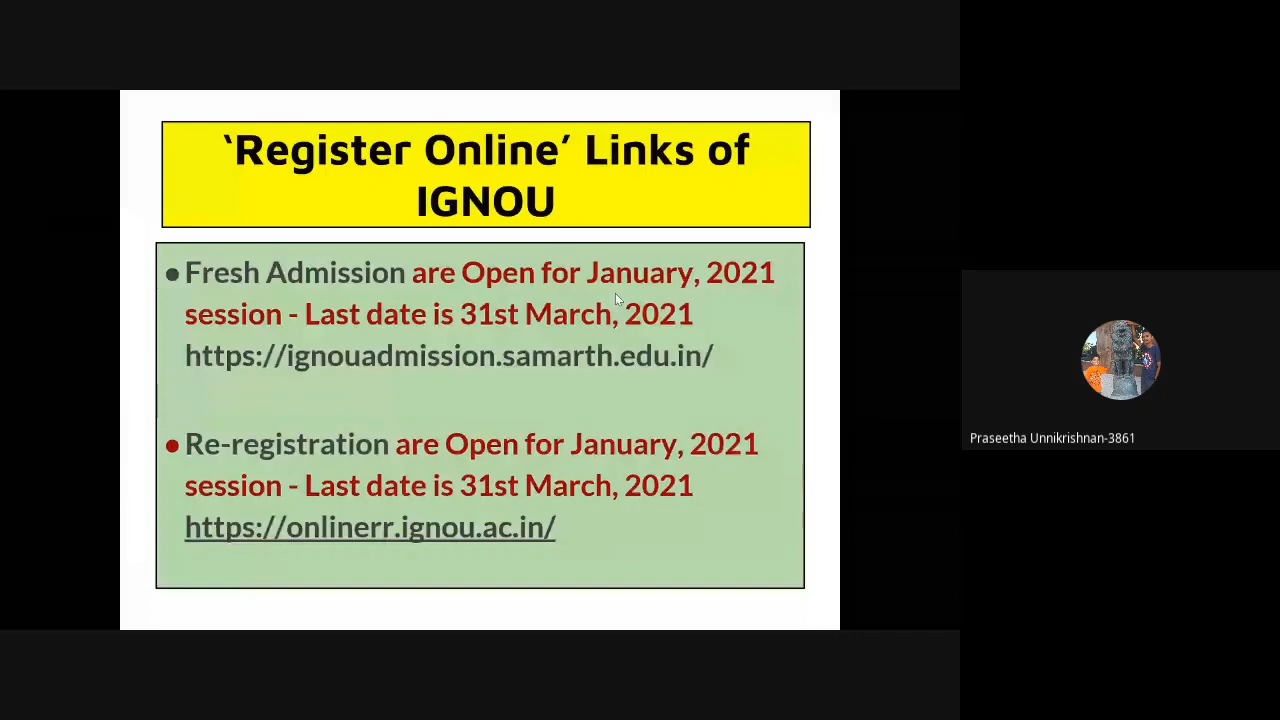 ‘Register Online’ Links of
IGNOU
● Fresh Admission are Open for January, 2021
session - Last date is 31st March, 2021
https://ignouadmission.samarth.edu.in/
● Re-registration are Open for January, 2021
session - Last date is 31st March, 2021
https://onlinerr.ignou.ac.in/
Praseetha Unnikrishnan-3861